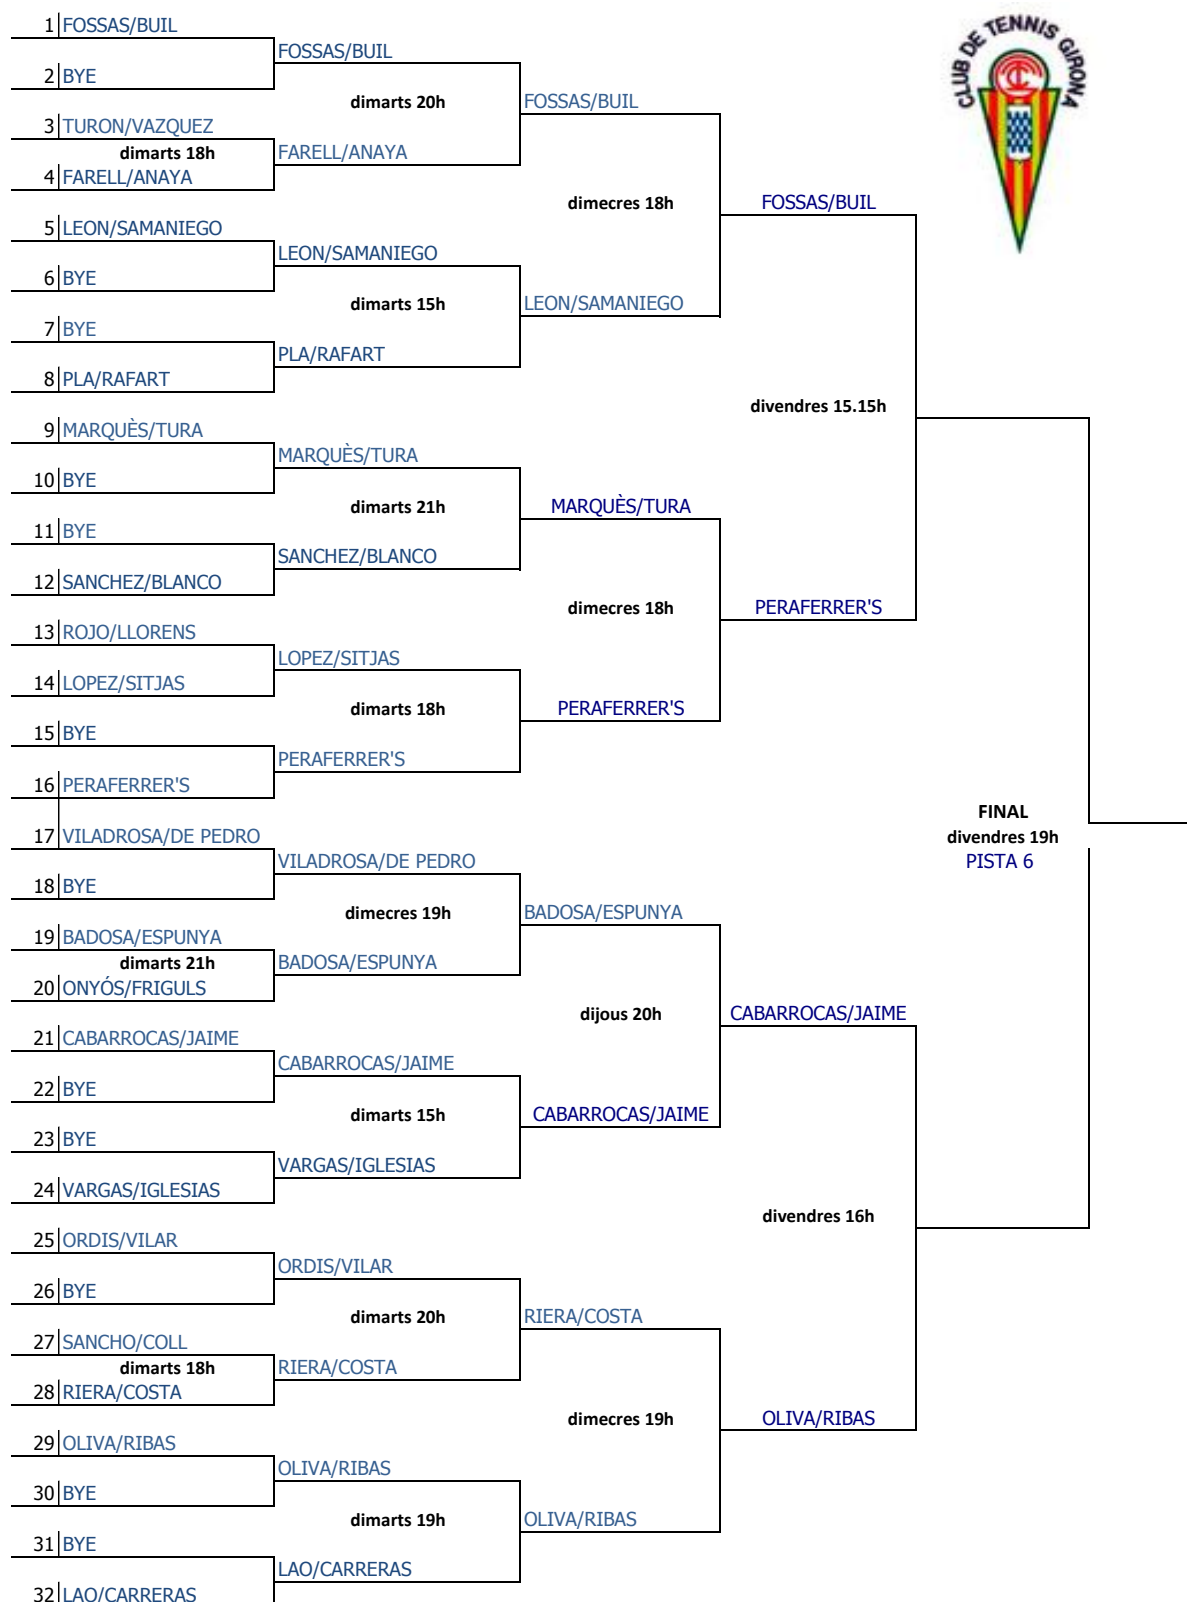 CLUB DE TENNIS GIRONA
1 FOSSAS/BUIL
FOSSAS/BUIL
2 BYE
dimarts 20h
FOSSAS/BUIL
3 TURON/VAZQUEZ
dimarts 18h
FARELL/ANAYA
4 FARELL/ANAYA
dimecres 18h
FOSSAS/BUIL
5 LEON/SAMANIEGO
LEON/SAMANIEGO
6 BYE
dimarts 15h
LEON/SAMANIEGO
7 BYE
PLA/RAFART
8 PLA/RAFART
divendres 15.15h
9 MARQUÈS/TURA
MARQUÈS/TURA
10 BYE
dimarts 21h
MARQUÈS/TURA
11 BYE
SANCHEZ/BLANCO
12 SANCHEZ/BLANCO
dimecres 18h
PERAFERRER'S
13 ROJO/LLORENS
LOPEZ/SITJAS
14 LOPEZ/SITJAS
dimarts 18h
PERAFERRER'S
15 BYE
PERAFERRER'S
16 PERAFERRER'S
FINAL
divendres 19h
PISTA 6
17 VILADROSA/DE PEDRO
VILADROSA/DE PEDRO
18 BYE
dimecres 19h
BADOSA/ESPUNYA
19 BADOSA/ESPUNYA
dimarts 21h
BADOSA/ESPUNYA
20 ONYÓS/FRIGULS
dijous 20h
CABARROCAS/JAIME
21 CABARROCAS/JAIME
CABARROCAS/JAIME
22 BYE
dimarts 15h
CABARROCAS/JAIME
23 BYE
VARGAS/IGLESIAS
24 VARGAS/IGLESIAS
divendres 16h
25 ORDIS/VILAR
ORDIS/VILAR
26 BYE
dimarts 20h
RIERA/COSTA
27 SANCHO/COLL
dimarts 18h
RIERA/COSTA
28 RIERA/COSTA
dimecres 19h
OLIVA/RIBAS
29 OLIVA/RIBAS
OLIVA/RIBAS
30 BYE
dimarts 19h
OLIVA/RIBAS
31 BYE
LAO/CARRERAS
32 LAO/CARRERAS